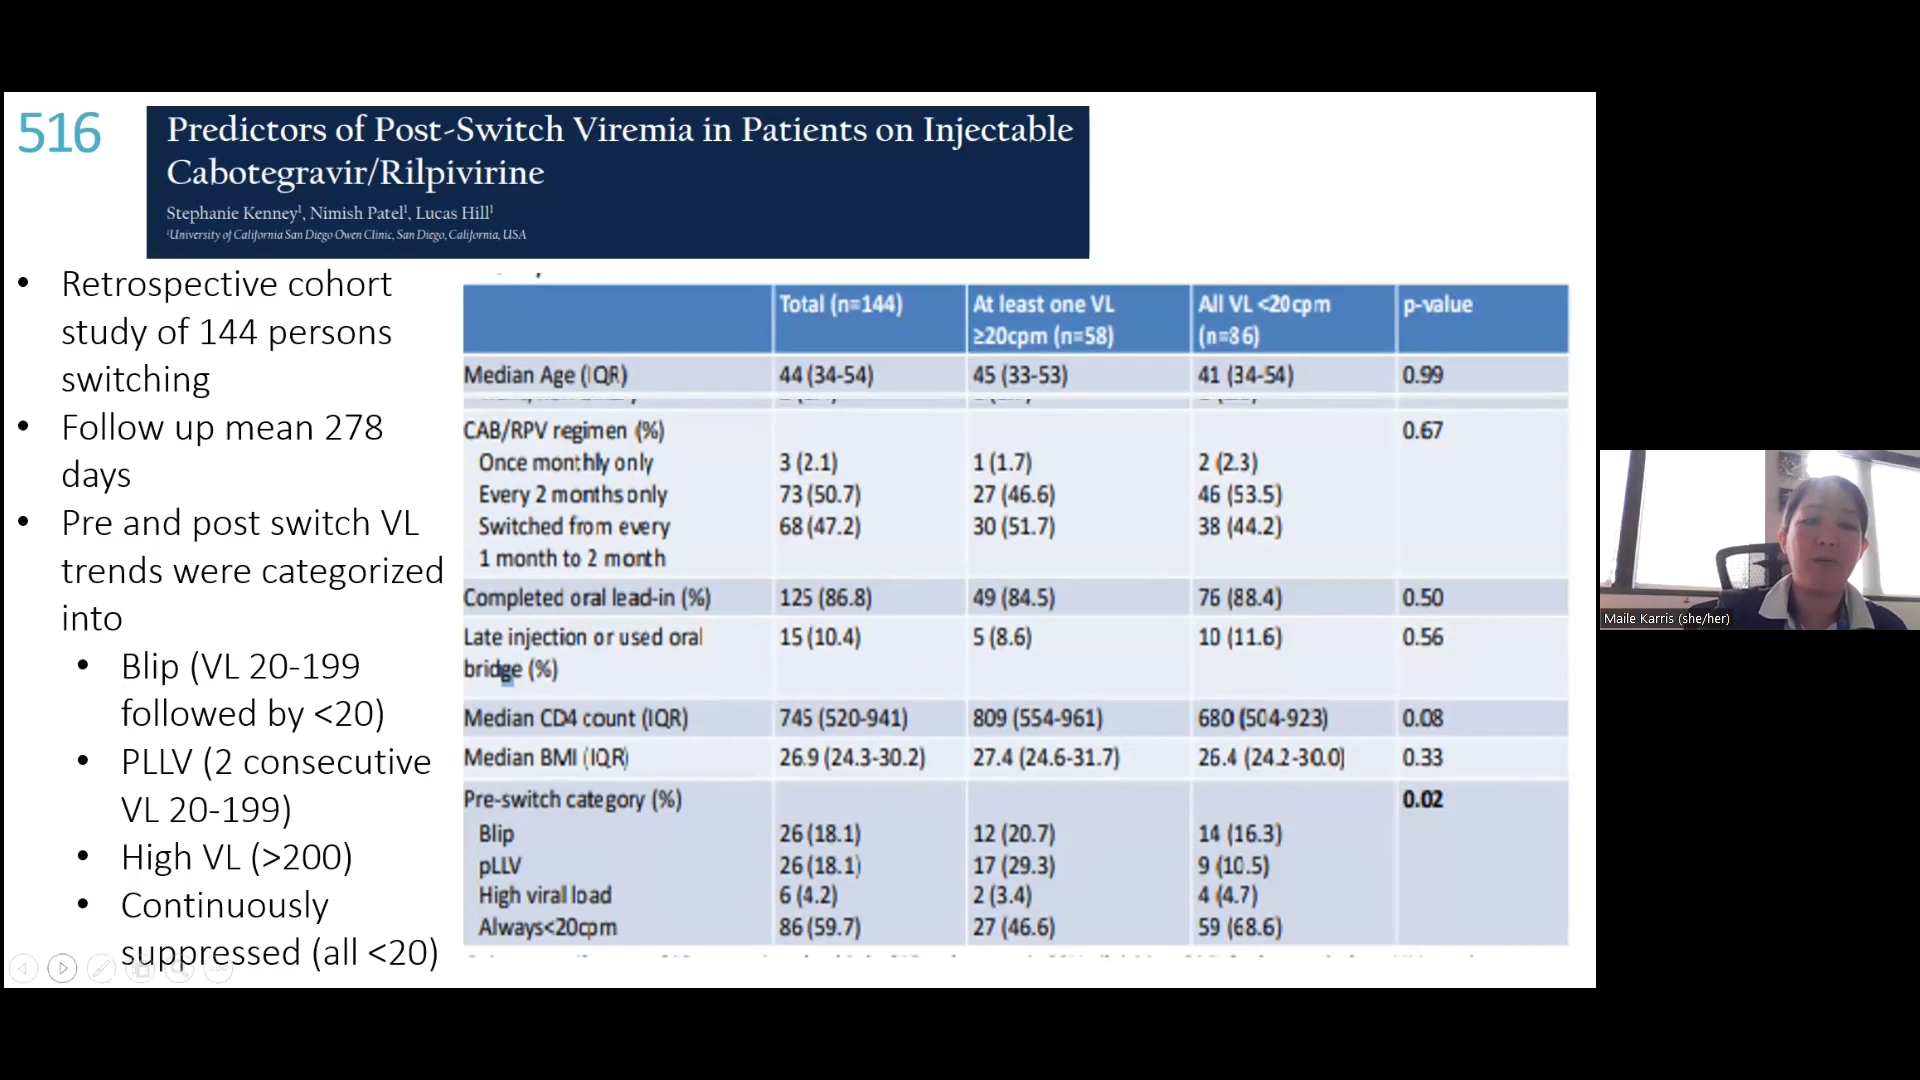 516
Predictors of Post-Switch Viremia in Patients on Injectable
Cabotegravir/Rilpivirine
Stephanie Kenney¹, Nimish Patel¹, Lucas Hill¹
¹University of California San Diego Owen Clinic, San Diego, California, USA
• Retrospective cohort
study of 144 persons
switching
• Follow up mean 278
days
• Pre and post switch VL
trends were categorized
into
• Blip (VL 20-199
followed by <20)
• PLLV (2 consecutive
VL 20-199)
• High VL (>200)
• Continuously
suppressed (all <20)
Total (n=144) At least one VL ≥20cpm (n=58) All VL <20cpm (n=86) p-value
Median Age (IQR) 44 (34-54) 45 (33-53) 41 (34-54) 0.99
CAB/RPV regimen (%) 0.67
Once monthly only 3 (2.1) 1 (1.7) 2 (2.3)
Every 2 months only 73 (50.7) 27 (46.6) 46 (53.5)
Switched from every 68 (47.2) 30 (51.7) 38 (44.2)
1 month to 2 month
Completed oral lead-in (%) 125 (86.8) 49 (84.5) 76 (88.4) 0.50
Late injection or used oral 15 (10.4) 5 (8.6) 10 (11.6) 0.56
bridge (%)
Median CD4 count (IQR) 745 (520-941) 809 (554-961) 680 (504-923) 0.08
Median BMI (IQR) 26.9 (24.3-30.2) 27.4 (24.6-31.7) 26.4 (24.2-30.0) 0.33
Pre-switch category (%) 0.02
Blip 26 (18.1) 12 (20.7) 14 (16.3)
pLLV 26 (18.1) 17 (29.3) 9 (10.5)
High viral load 6 (4.2) 2 (3.4) 4 (4.7)
Always<20cpm 86 (59.7) 27 (46.6) 59 (68.6)
Maile Karris (she/her)